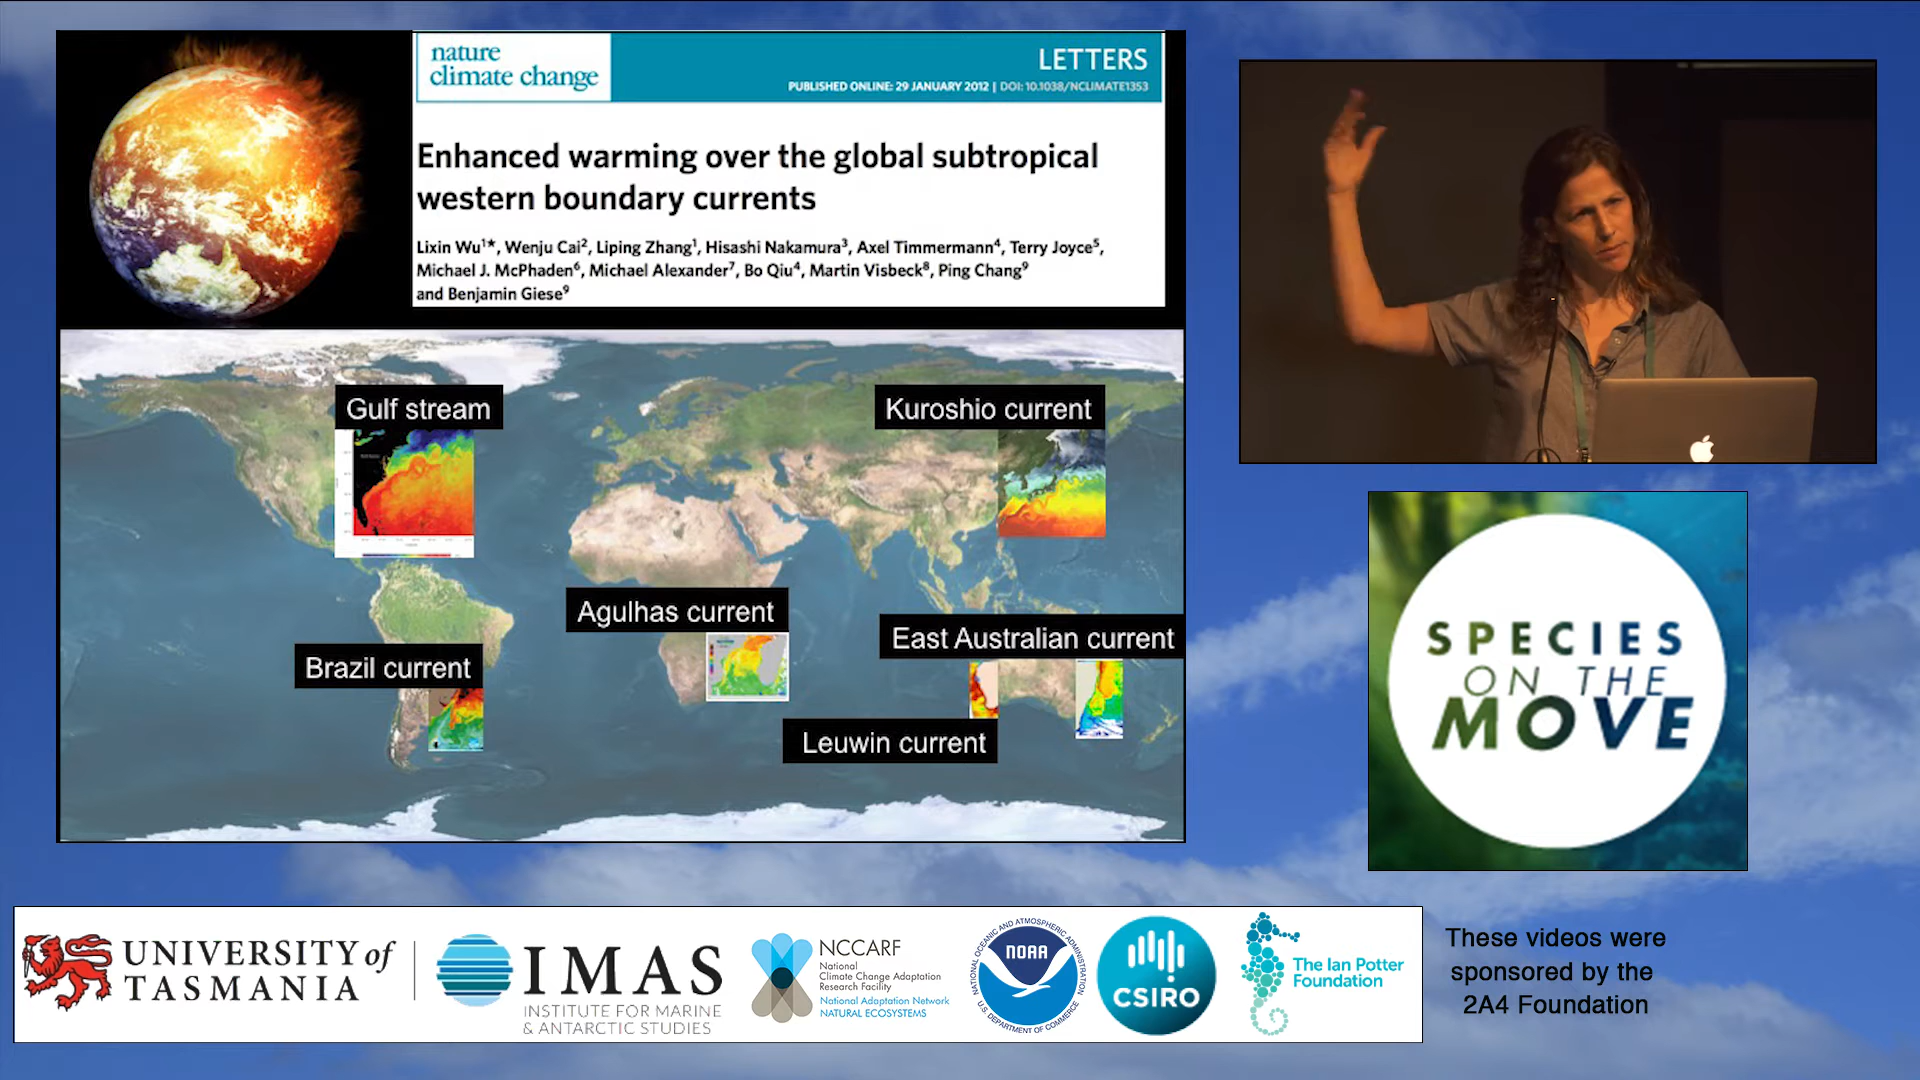 nature
climate change
LETTERS
PUBLISHED ONLINE: 29 JANUARY 2012 | DOI: 10.1038/NCLIMATE1353
Enhanced warming over the global subtropical
western boundary currents
Lixin Wu1*, Wenju Cai2, Liping Zhang1, Hisashi Nakamura3, Axel Timmermann4, Terry Joyce5,
Michael J. McPhaden6, Michael Alexander7, Bo Qiu4, Martin Visbeck8, Ping Chang9
and Benjamin Giese9
Gulf stream
Kuroshio current
Agulhas current
East Australian current
Brazil current
Leuwin current
SPECIES
ON THE
MOVE
UNIVERSITY of
TASMANIA
IMAS
INSTITUTE FOR MARINE
& ANTARCTIC STUDIES
NCCARF
National
Climate Change Adaptation
Research Facility
National Adaptation Network
NATURAL ECOSYSTEMS
NATIONAL OCEANIC AND ATMOSPHERIC ADMINISTRATION
NOAA
U.S. DEPARTMENT OF COMMERCE
CSIRO
The Ian Potter
Foundation
These videos were
sponsored by the
2A4 Foundation